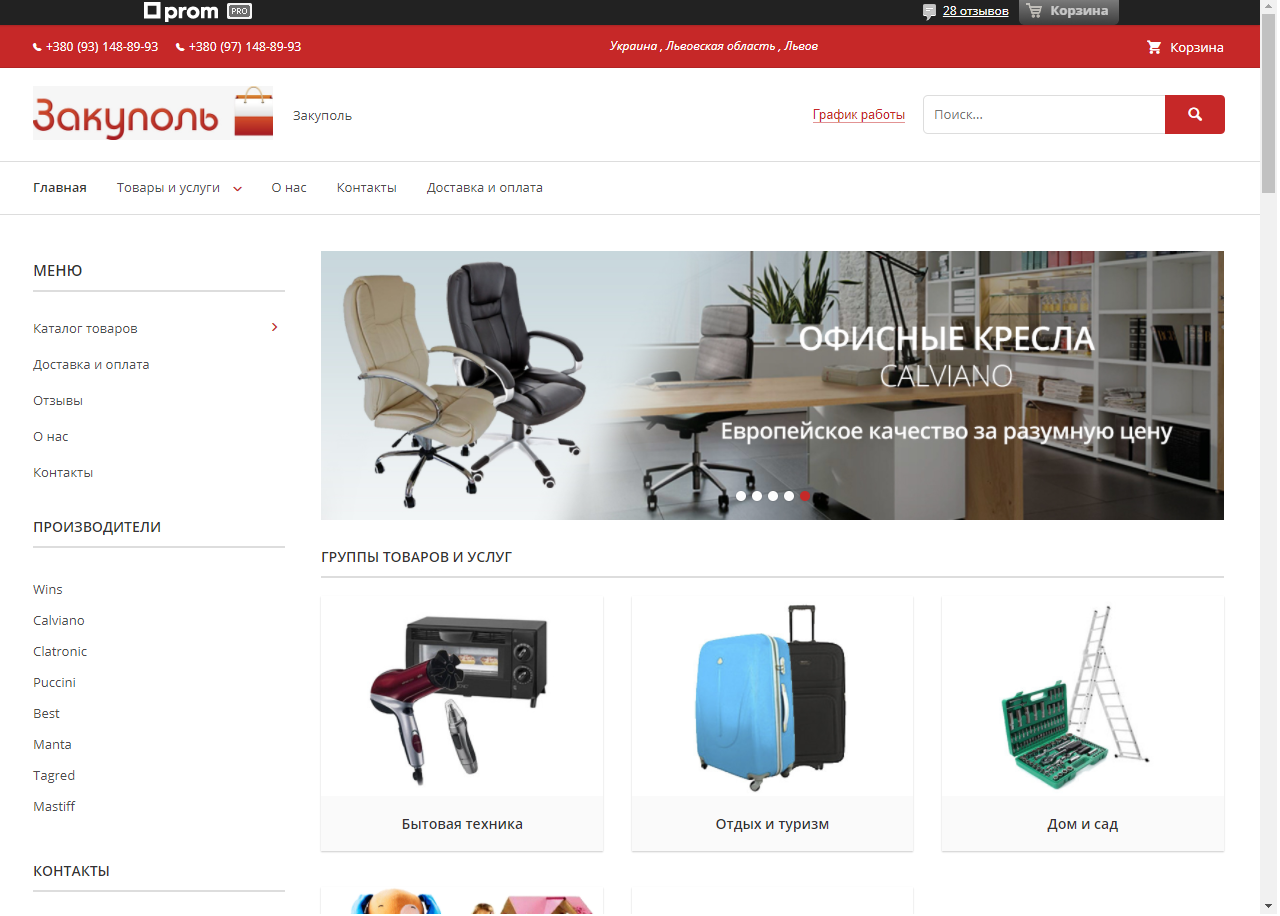 prom PRO
28 отзывов
Корзина
+380 (93) 148-89-93
+380 (97) 148-89-93
Украина , Львовская область , Львов
Корзина
Закуполь
Закуполь
График работы
Поиск...
Главная
Товары и услуги
О нас
Контакты
Доставка и оплата
МЕНЮ
Каталог товаров
Доставка и оплата
Отзывы
О нас
Контакты
ПРОИЗВОДИТЕЛИ
Wins
Calviano
Clatronic
Puccini
Best
Manta
Tagred
Mastiff
КОНТАКТЫ
ОФИСНЫЕ КРЕСЛА
CALVIANO
Европейское качество за разумную цену
ГРУППЫ ТОВАРОВ И УСЛУГ
Бытовая техника
Отдых и туризм
Дом и сад